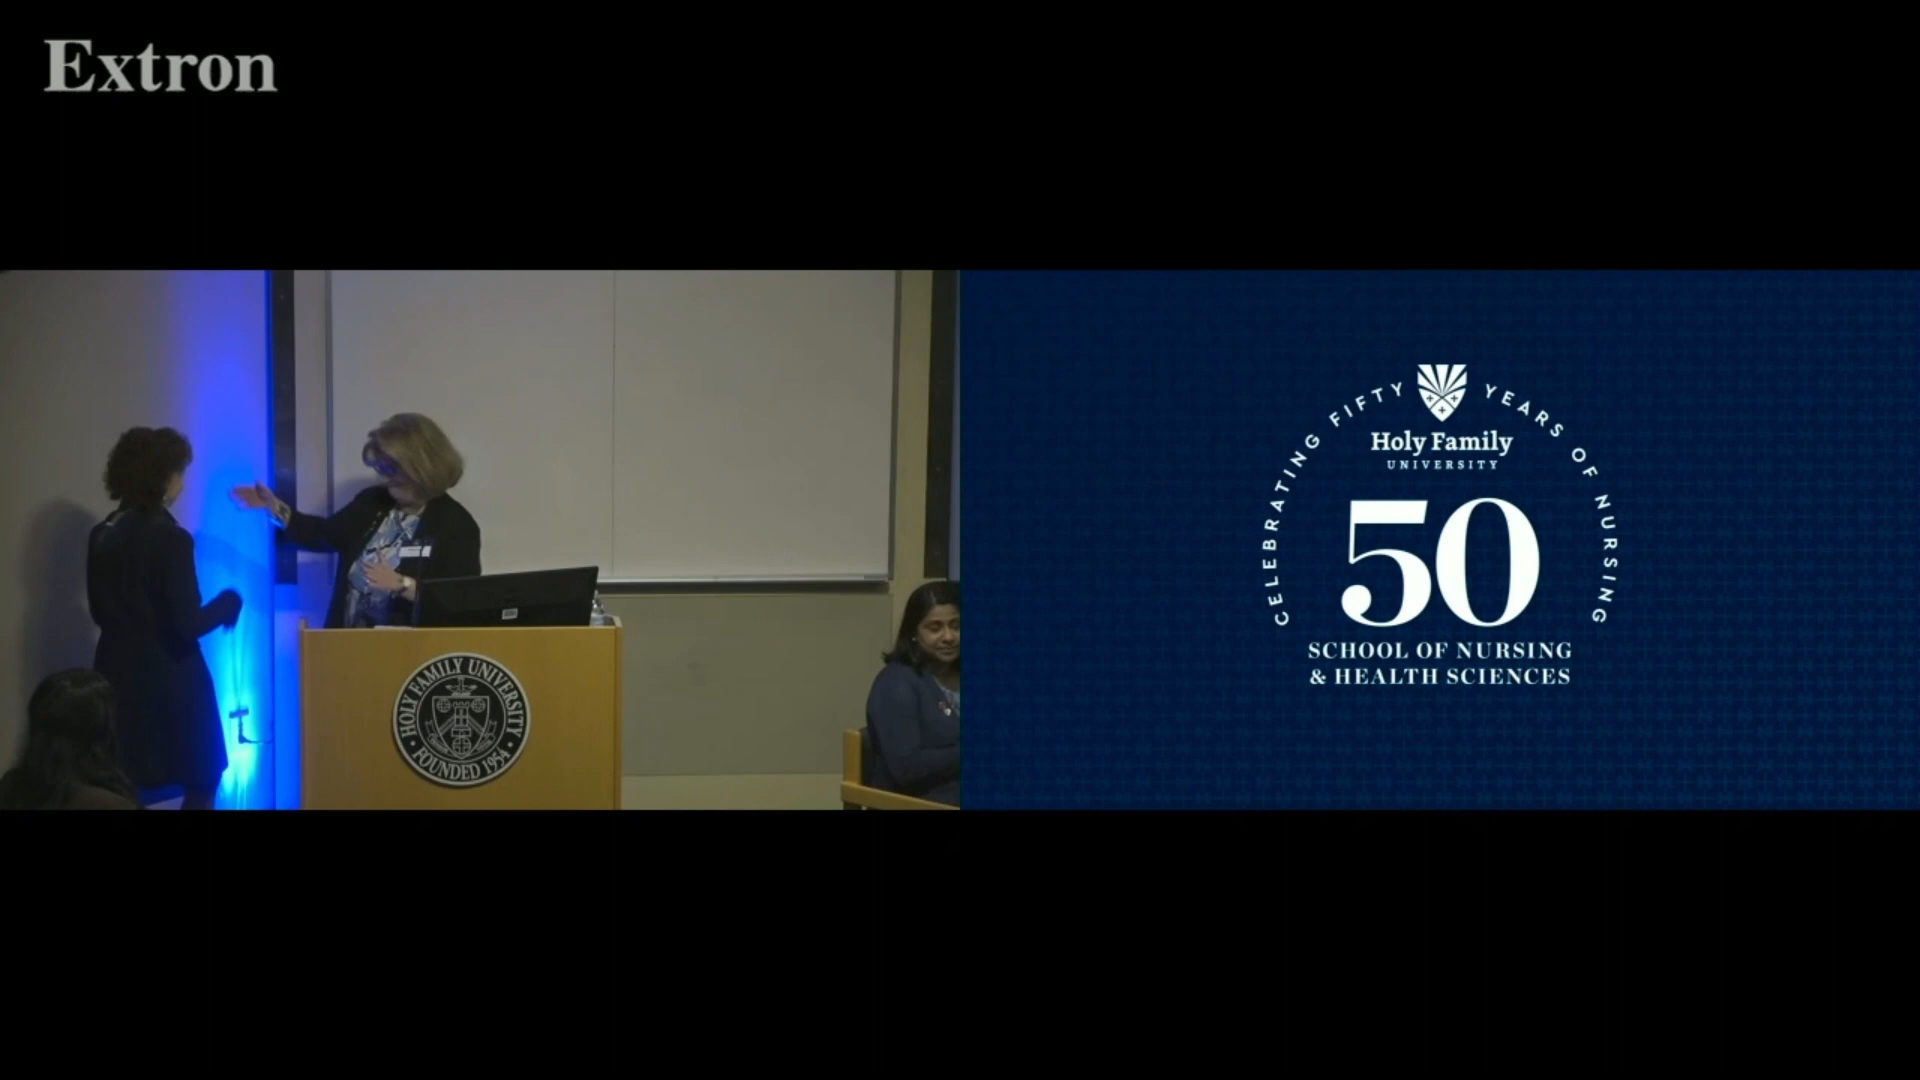 Extron
CELEBRATING FIFTY YEARS OF NURSING
Holy Family
UNIVERSITY
50
SCHOOL OF NURSING
& HEALTH SCIENCES
HOLY FAMILY UNIVERSITY
• FOUNDED 1954 •